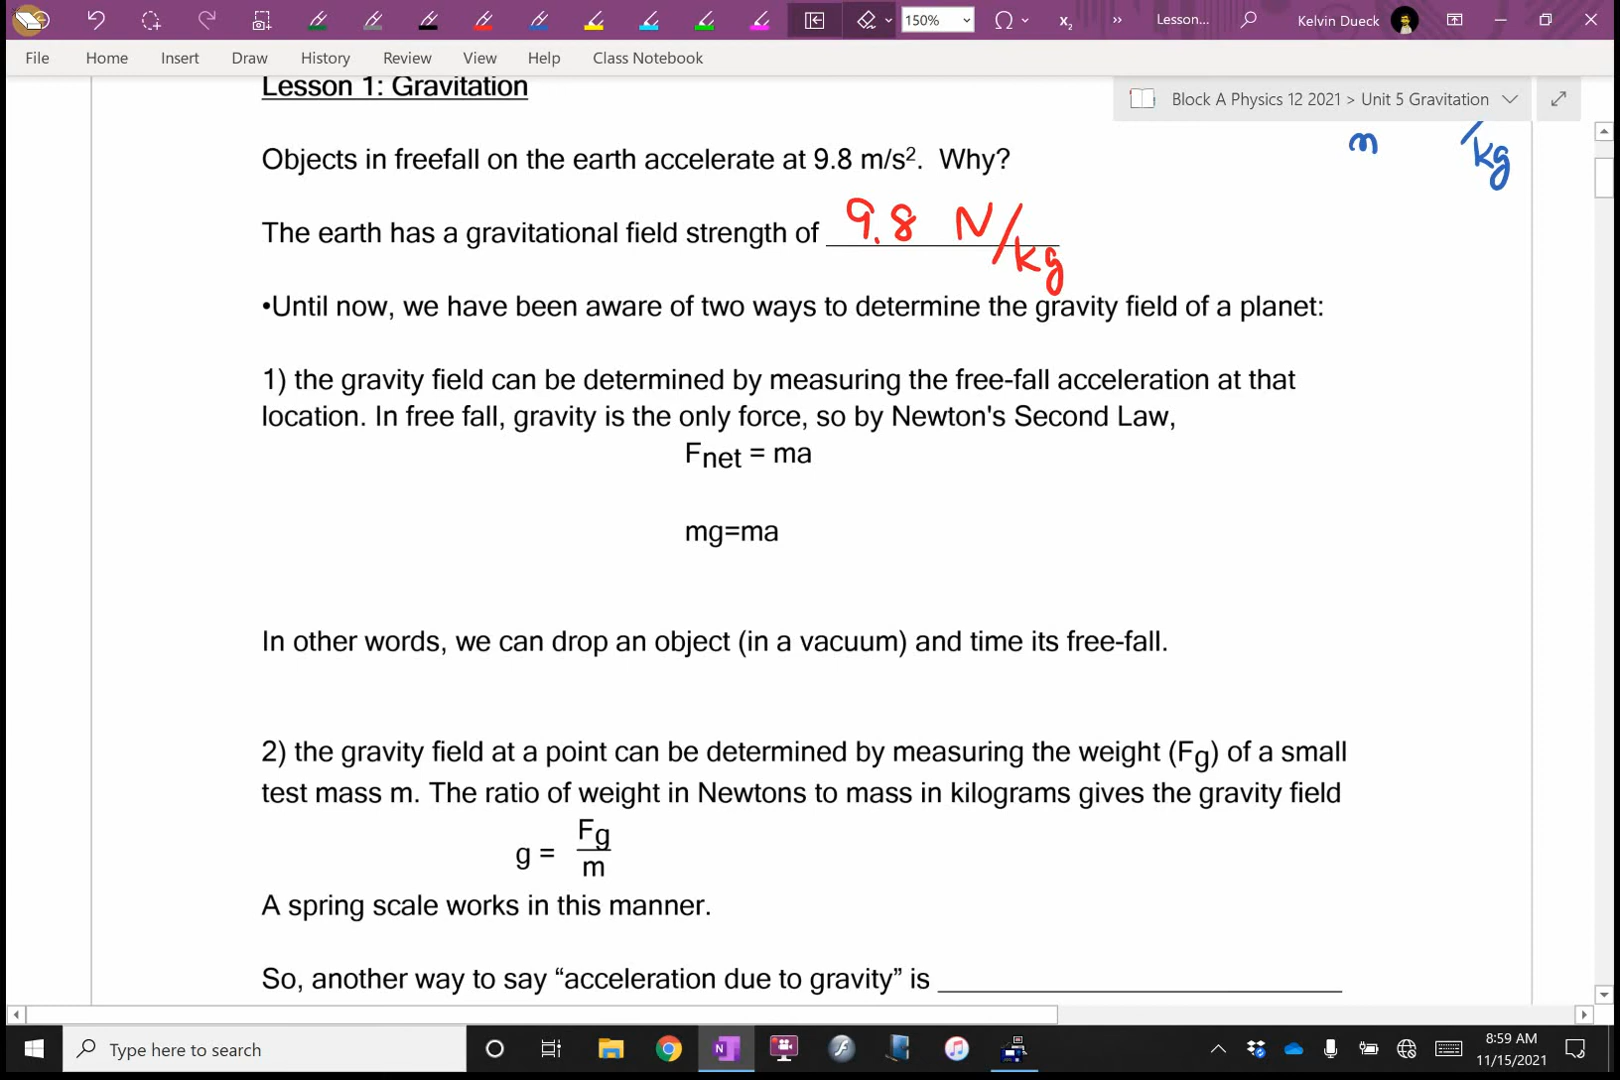 150%
Ω
x₂
»
Lesson...
Kelvin Dueck
File Home Insert Draw History Review View Help Class Notebook
Lesson 1: Gravitation
Block A Physics 12 2021 > Unit 5 Gravitation
m /kg
Objects in freefall on the earth accelerate at 9.8 m/s². Why?
The earth has a gravitational field strength of 9.8 N/kg
•Until now, we have been aware of two ways to determine the gravity field of a planet:
1) the gravity field can be determined by measuring the free-fall acceleration at that
location. In free fall, gravity is the only force, so by Newton's Second Law,
Fnet = ma
mg=ma
In other words, we can drop an object (in a vacuum) and time its free-fall.
2) the gravity field at a point can be determined by measuring the weight (Fg) of a small
test mass m. The ratio of weight in Newtons to mass in kilograms gives the gravity field
g = Fg/m
A spring scale works in this manner.
So, another way to say “acceleration due to gravity” is ____________________
Type here to search
8:59 AM
11/15/2021